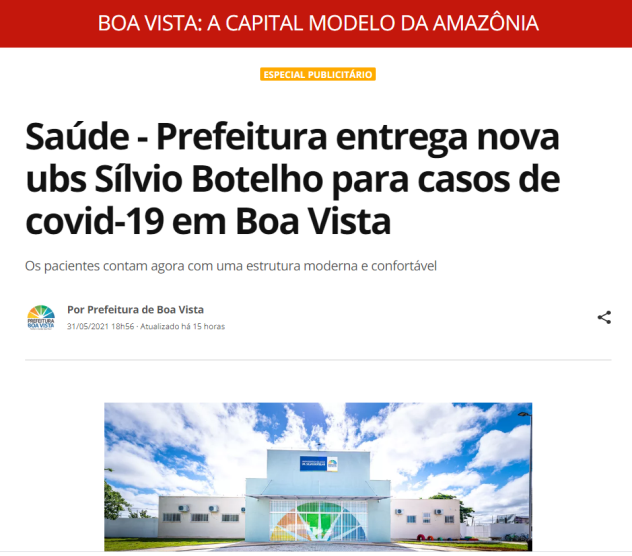 BOA VISTA: A CAPITAL MODELO DA AMAZÔNIA
ESPECIAL PUBLICITÁRIO
Saúde - Prefeitura entrega nova
ubs Sílvio Botelho para casos de
covid-19 em Boa Vista
Os pacientes contam agora com uma estrutura moderna e confortável
PREFEITURA
BOA VISTA
Por Prefeitura de Boa Vista
31/05/2021 18h56 · Atualizado há 15 horas